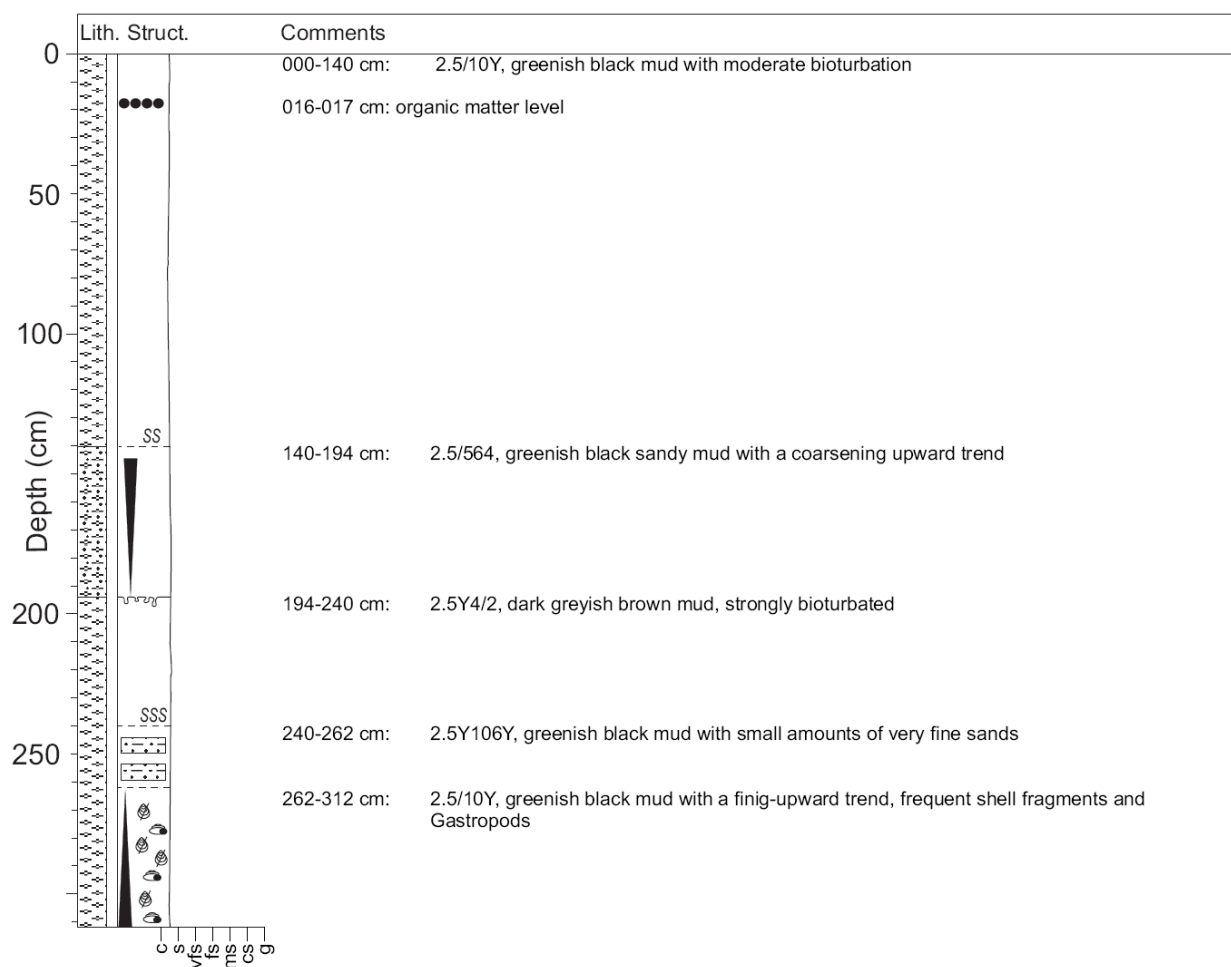 Lith. Struct. Comments
0
000-140 cm: 2.5/10Y, greenish black mud with moderate bioturbation
016-017 cm: organic matter level
50
100
SS
140-194 cm: 2.5/564, greenish black sandy mud with a coarsening upward trend
Depth (cm)
194-240 cm: 2.5Y4/2, dark greyish brown mud, strongly bioturbated
200
SSS
240-262 cm: 2.5Y106Y, greenish black mud with small amounts of very fine sands
250
262-312 cm: 2.5/10Y, greenish black mud with a finig-upward trend, frequent shell fragments and
Gastropods
c s vfs fs ms cs g